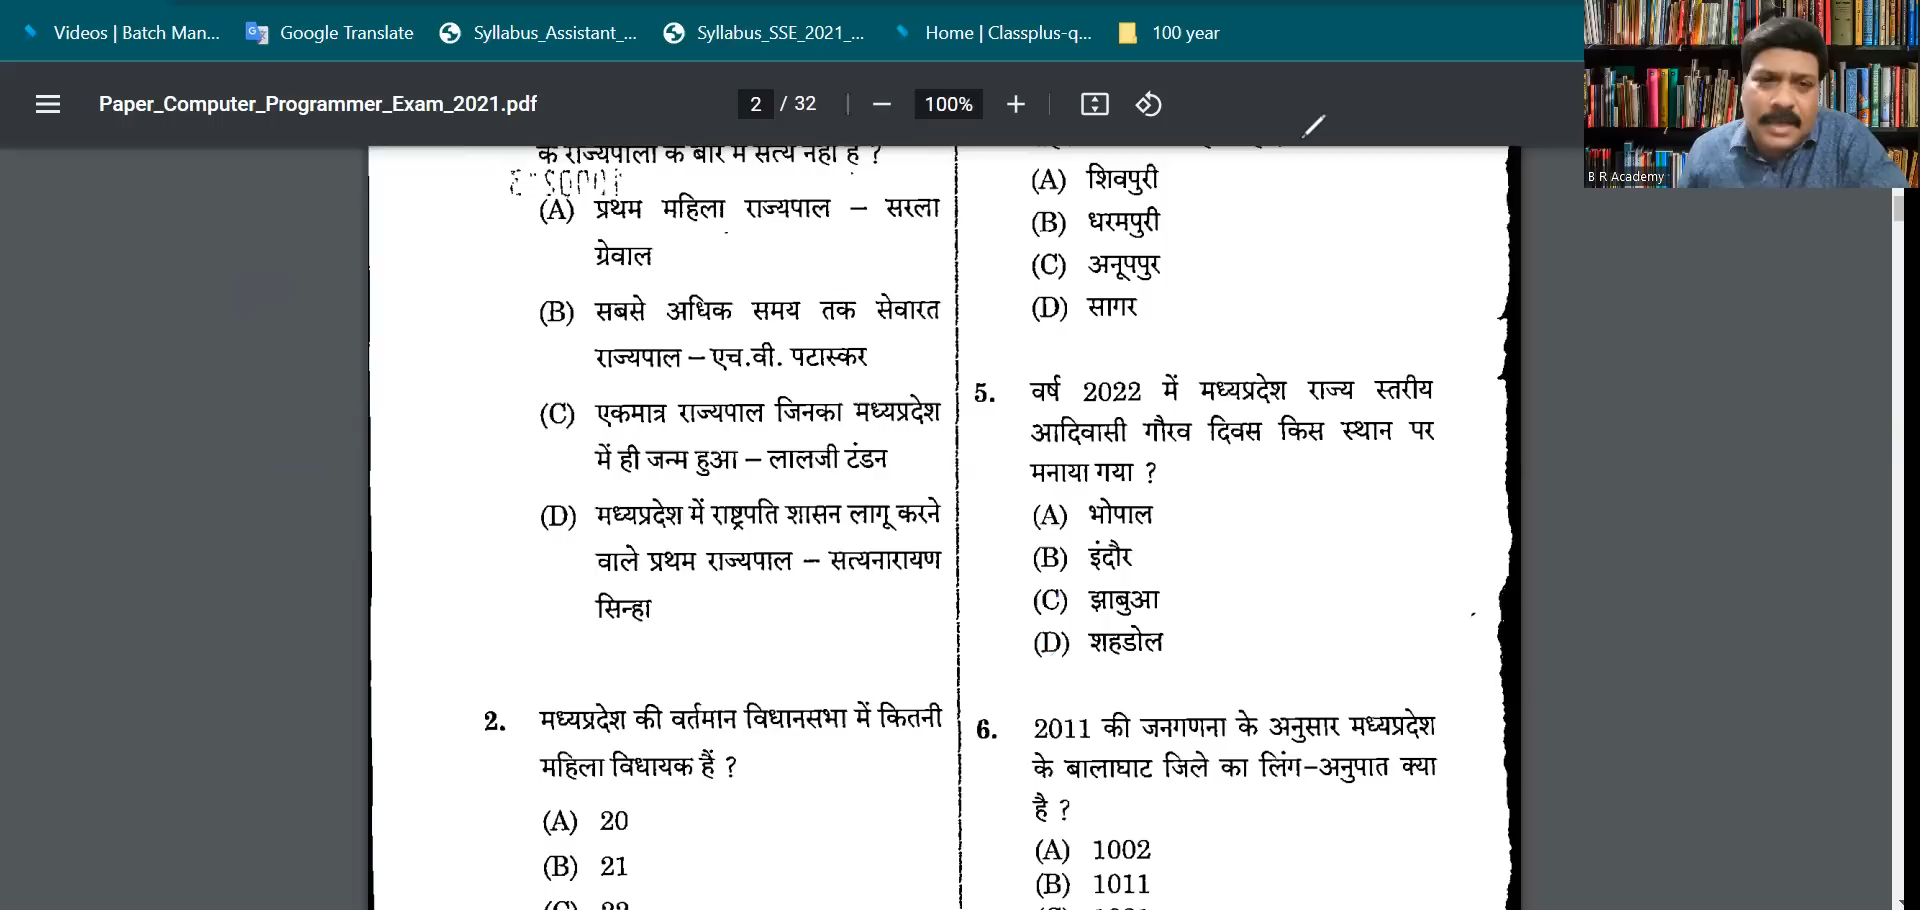 Videos | Batch Man...
Google Translate
Syllabus_Assistant_...
Syllabus_SSE_2021_...
Home | Classplus-q...
100 year
Paper_Computer_Programmer_Exam_2021.pdf
2 / 32
100%
B R Academy
के राज्यपालों के बारे में सत्य नहीं है ?
(A) प्रथम महिला राज्यपाल – सरला
ग्रेवाल
(B) सबसे अधिक समय तक सेवारत
राज्यपाल – एच.वी. पटास्कर
(C) एकमात्र राज्यपाल जिनका मध्यप्रदेश
में ही जन्म हुआ – लालजी टंडन
(D) मध्यप्रदेश में राष्ट्रपति शासन लागू करने
वाले प्रथम राज्यपाल – सत्यनारायण
सिन्हा
2. मध्यप्रदेश की वर्तमान विधानसभा में कितनी
महिला विधायक हैं ?
(A) 20
(B) 21
(A) शिवपुरी
(B) धरमपुरी
(C) अनूपपुर
(D) सागर
5. वर्ष 2022 में मध्यप्रदेश राज्य स्तरीय
आदिवासी गौरव दिवस किस स्थान पर
मनाया गया ?
(A) भोपाल
(B) इंदौर
(C) झाबुआ
(D) शहडोल
6. 2011 की जनगणना के अनुसार मध्यप्रदेश
के बालाघाट जिले का लिंग-अनुपात क्या
है ?
(A) 1002
(B) 1011